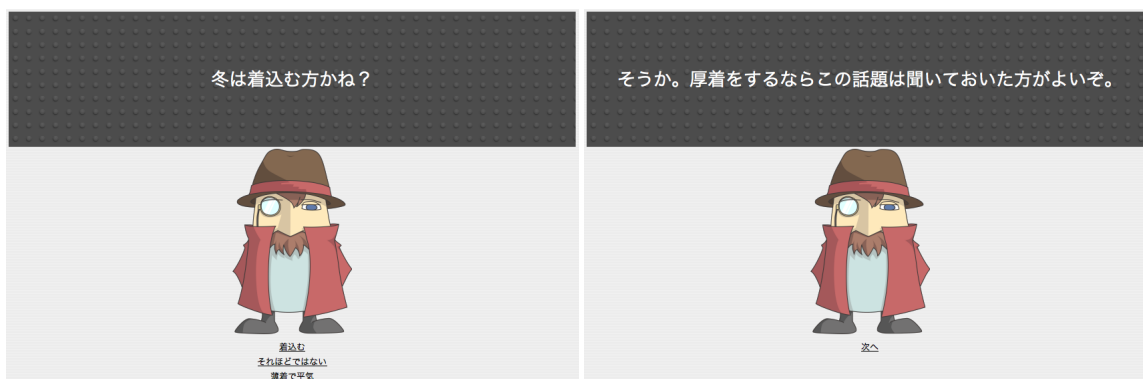 冬は着込む方かね？
着込む
それほどではない
薄着で平気
そうか。厚着をするならこの話題は聞いておいた方がよいぞ。
次へ